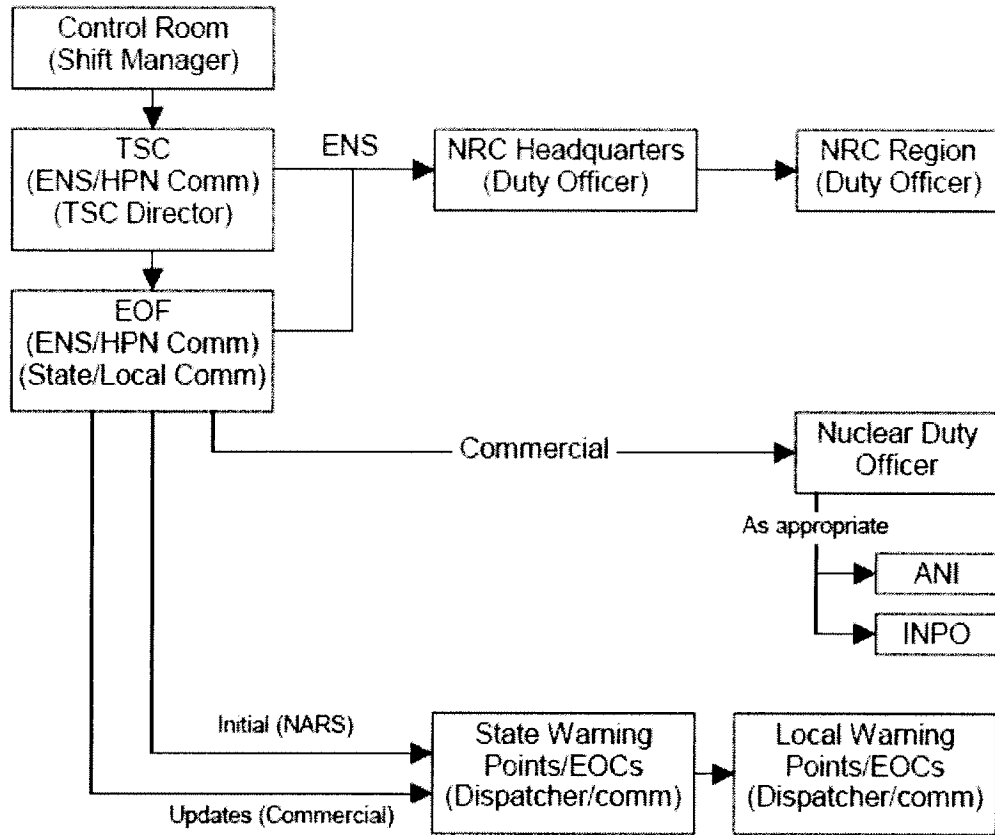 Control Room
(Shift Manager)
TSC
(ENS/HPN Comm)
(TSC Director)
ENS
NRC Headquarters
(Duty Officer)
NRC Region
(Duty Officer)
EOF
(ENS/HPN Comm)
(State/Local Comm)
Commercial
Nuclear Duty
Officer
As appropriate
ANI
INPO
Initial (NARS)
Updates (Commercial)
State Warning
Points/EOCs
(Dispatcher/comm)
Local Warning
Points/EOCs
(Dispatcher/comm)